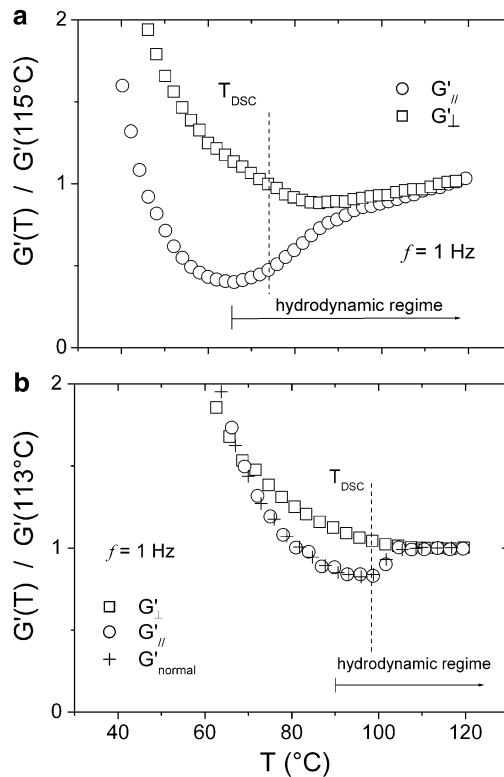 a
2
1
0
G'(T) / G'(115°C)
T_DSC
G'_//
G'_⊥
f = 1 Hz
hydrodynamic regime
b
2
1
0
G'(T) / G'(113°C)
T_DSC
f = 1 Hz
G'_⊥
G'_//
G'_normal
hydrodynamic regime
40 60 80 100 120
T (°C)